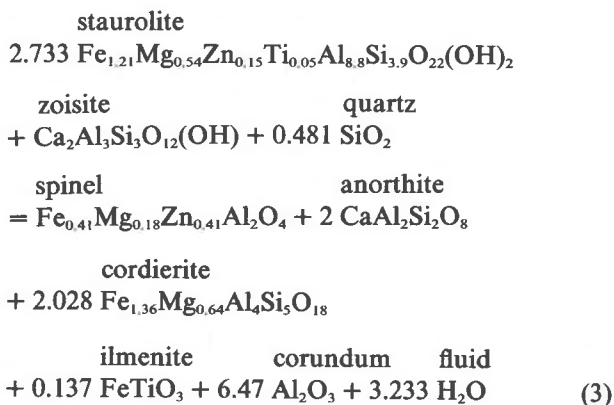 staurolite
2.733 Fe₁.₂₁Mg₀.₅₄Zn₀.₁₅Ti₀.₀₅Al₈.₈Si₃.₉O₂₂(OH)₂
zoisite quartz
+ Ca₂Al₃Si₃O₁₂(OH) + 0.481 SiO₂
spinel anorthite
= Fe₀.₄₁Mg₀.₁₈Zn₀.₄₁Al₂O₄ + 2 CaAl₂Si₂O₈
cordierite
+ 2.028 Fe₁.₃₆Mg₀.₆₄Al₄Si₅O₁₈
ilmenite corundum fluid
+ 0.137 FeTiO₃ + 6.47 Al₂O₃ + 3.233 H₂O (3)